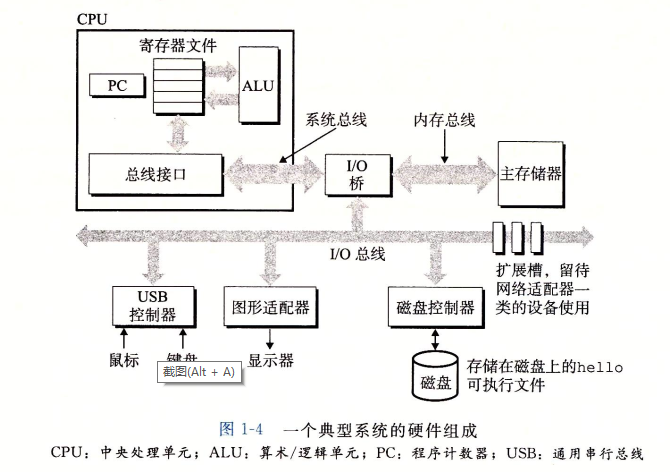 CPU
寄存器文件
PC
ALU
系统总线
内存总线
总线接口
I/O
桥
主存储器
I/O 总线
扩展槽，留待
网络适配器一
类的设备使用
USB
控制器
图形适配器
磁盘控制器
鼠标
键盘
显示器
截图(Alt + A)
磁盘
存储在磁盘上的hello
可执行文件
图 1-4 一个典型系统的硬件组成
CPU：中央处理单元；ALU：算术/逻辑单元；PC：程序计数器；USB：通用串行总线